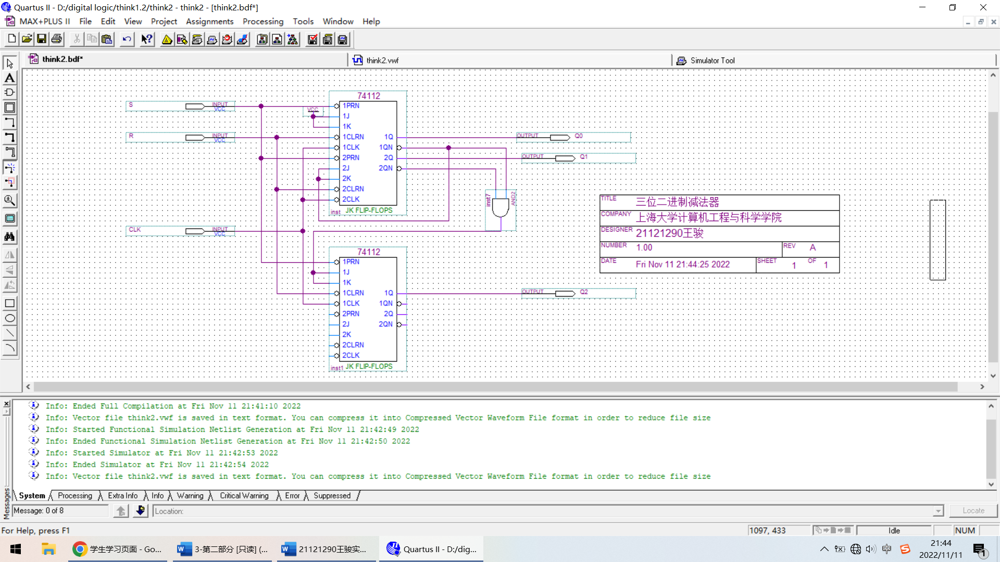 Quartus II - D:/digital logic/think1.2/think2 - think2 - [think2.bdf*]
MAX+PLUS II File Edit View Project Assignments Processing Tools Window Help
think2.bdf* think2.vwf Simulator Tool
74112
S INPUT VCC
VCC
1PRN
1J
1K
R INPUT VCC
1CLRN 1Q OUTPUT Q0
1CLK 1QN
2PRN 2Q OUTPUT Q1
2J 2QN
2K
2CLRN
2CLK
inst JK FLIP-FLOPS
inst7 AND2
CLK INPUT VCC
TITLE 三位二进制减法器
COMPANY 上海大学计算机工程与科学学院
DESIGNER 21121290王骏
NUMBER 1.00 REV A
DATE Fri Nov 11 21:44:25 2022 SHEET 1 OF 1
74112
1PRN
1J
1K
1CLRN 1Q OUTPUT Q2
1CLK 1QN
2PRN 2Q
2J 2QN
2K
2CLRN
2CLK
inst1 JK FLIP-FLOPS
Info: Ended Full Compilation at Fri Nov 11 21:41:10 2022
Info: Vector file think2.vwf is saved in text format. You can compress it into Compressed Vector Waveform File format in order to reduce file size
Info: Started Functional Simulation Netlist Generation at Fri Nov 11 21:42:49 2022
Info: Ended Functional Simulation Netlist Generation at Fri Nov 11 21:42:50 2022
Info: Started Simulator at Fri Nov 11 21:42:53 2022
Info: Ended Simulator at Fri Nov 11 21:42:54 2022
Info: Vector file think2.vwf is saved in text format. You can compress it into Compressed Vector Waveform File format in order to reduce file size
System Processing Extra Info Info Warning Critical Warning Error Suppressed
Messages
Message: 0 of 8 Location: Locate
For Help, press F1 1097, 433 Idle NUM
学生学习页面 - Go... 3-第二部分 [只读] (... 21121290王骏实... Quartus II - D:/dig... 中 21:44
2022/11/11 1